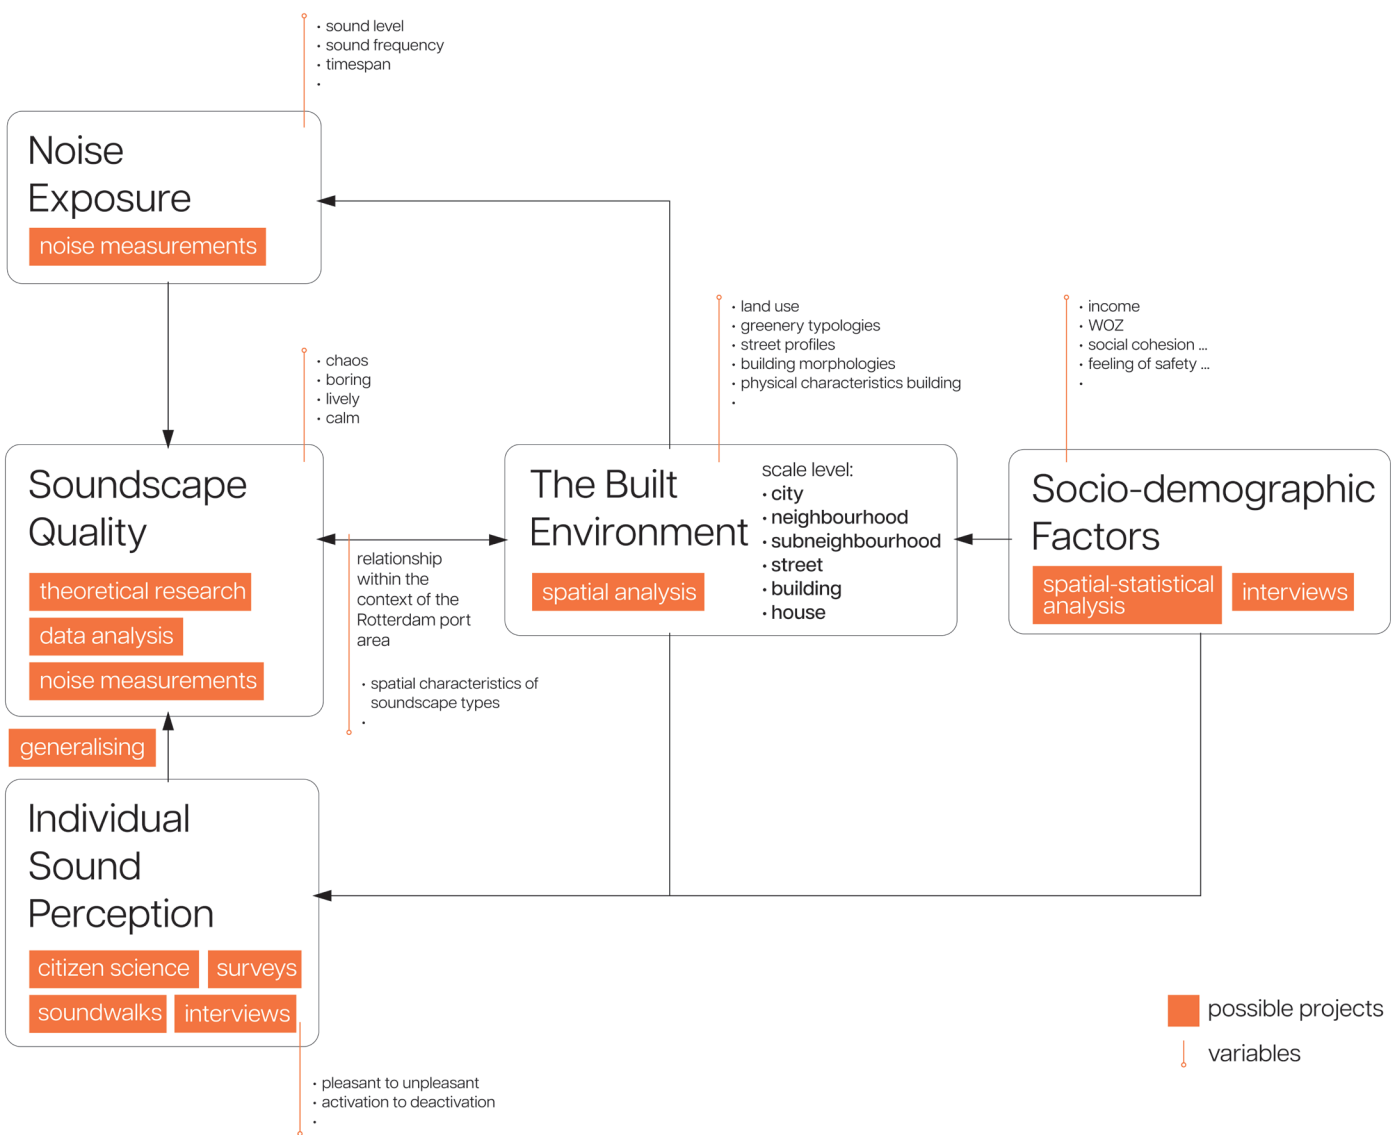 · sound level
· sound frequency
· timespan
·
Noise
Exposure
noise measurements
· chaos
· boring
· lively
· calm
Soundscape
Quality
theoretical research
data analysis
noise measurements
generalising
relationship
within the
context of the
Rotterdam port
area
· spatial characteristics of
soundscape types
·
· land use
· greenery typologies
· street profiles
· building morphologies
· physical characteristics building
·
The Built
Environment
spatial analysis
scale level:
· city
· neighbourhood
· subneighbourhood
· street
· building
· house
· income
· WOZ
· social cohesion ...
· feeling of safety ...
·
Socio-demographic
Factors
spatial-statistical
analysis
interviews
Individual
Sound
Perception
citizen science
surveys
soundwalks
interviews
· pleasant to unpleasant
· activation to deactivation
·
possible projects
variables